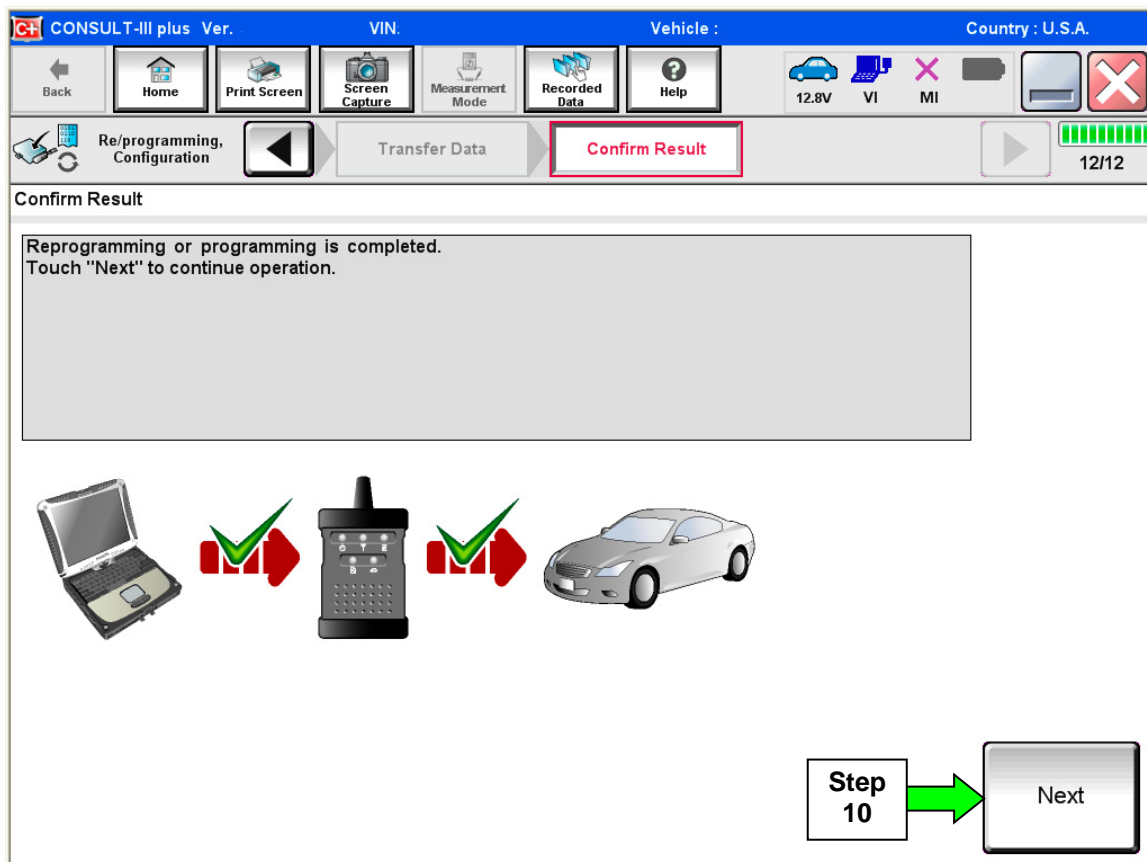 C+ CONSULT-III plus Ver. VIN: Vehicle : Country : U.S.A.
Back
Home
Print Screen
Screen
Capture
Measurement
Mode
Recorded
Data
Help
12.8V
VI
MI
Re/programming,
Configuration
Transfer Data
Confirm Result
12/12
Confirm Result
Reprogramming or programming is completed.
Touch "Next" to continue operation.
Step
10
Next